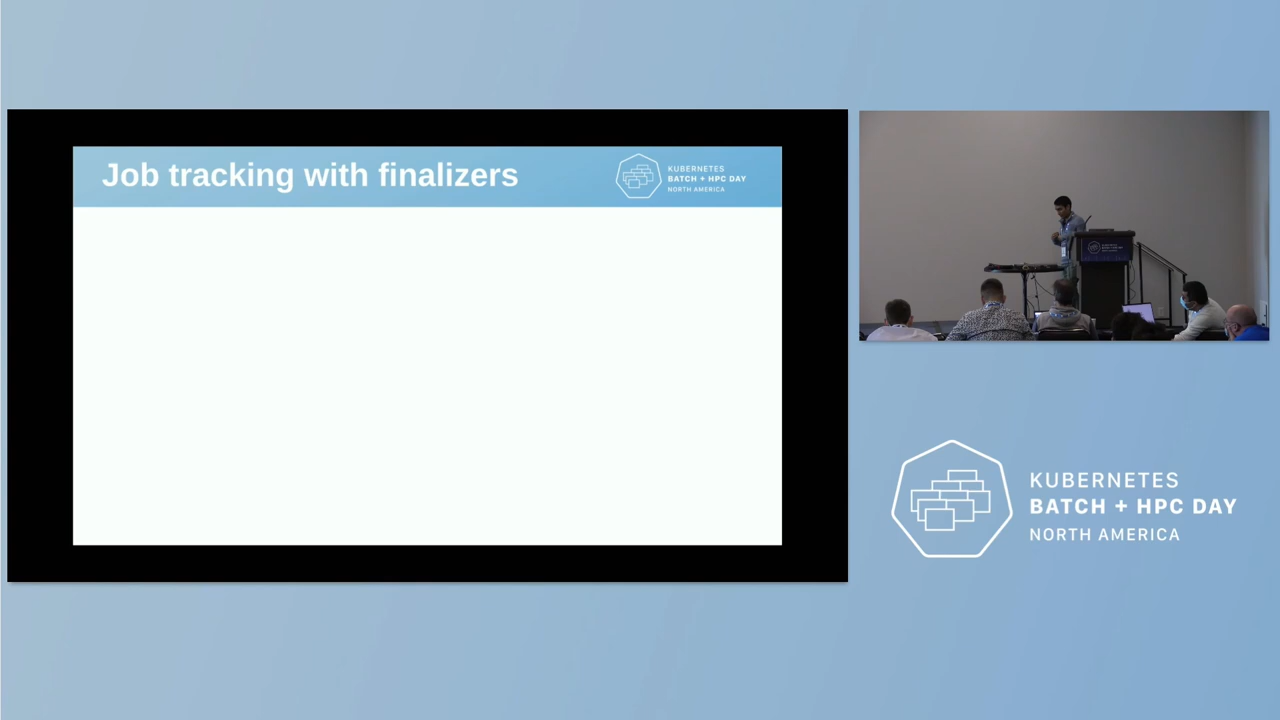 Job tracking with finalizers
KUBERNETES
BATCH + HPC DAY
NORTH AMERICA
KUBERNETES
BATCH + HPC DAY
NORTH AMERICA